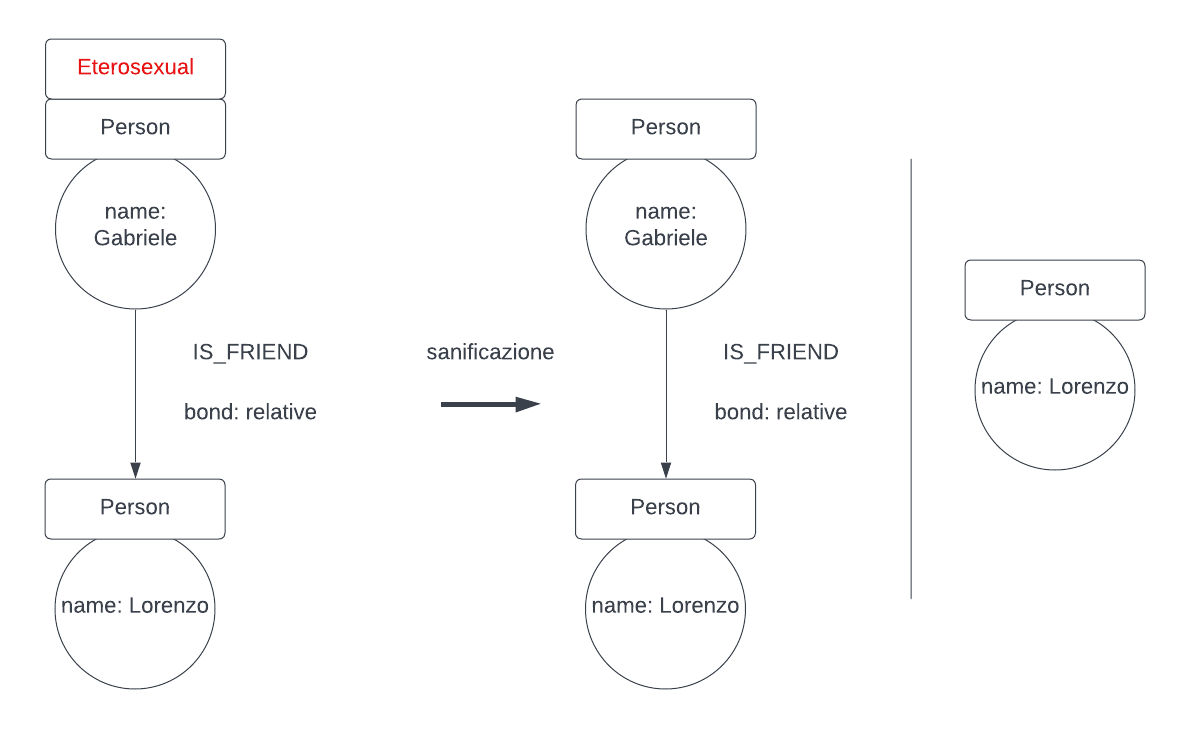 Eterosexual
Person
name:
Gabriele
IS_FRIEND
bond: relative
Person
name: Lorenzo
sanificazione
Person
name:
Gabriele
IS_FRIEND
bond: relative
Person
name: Lorenzo
Person
name: Lorenzo